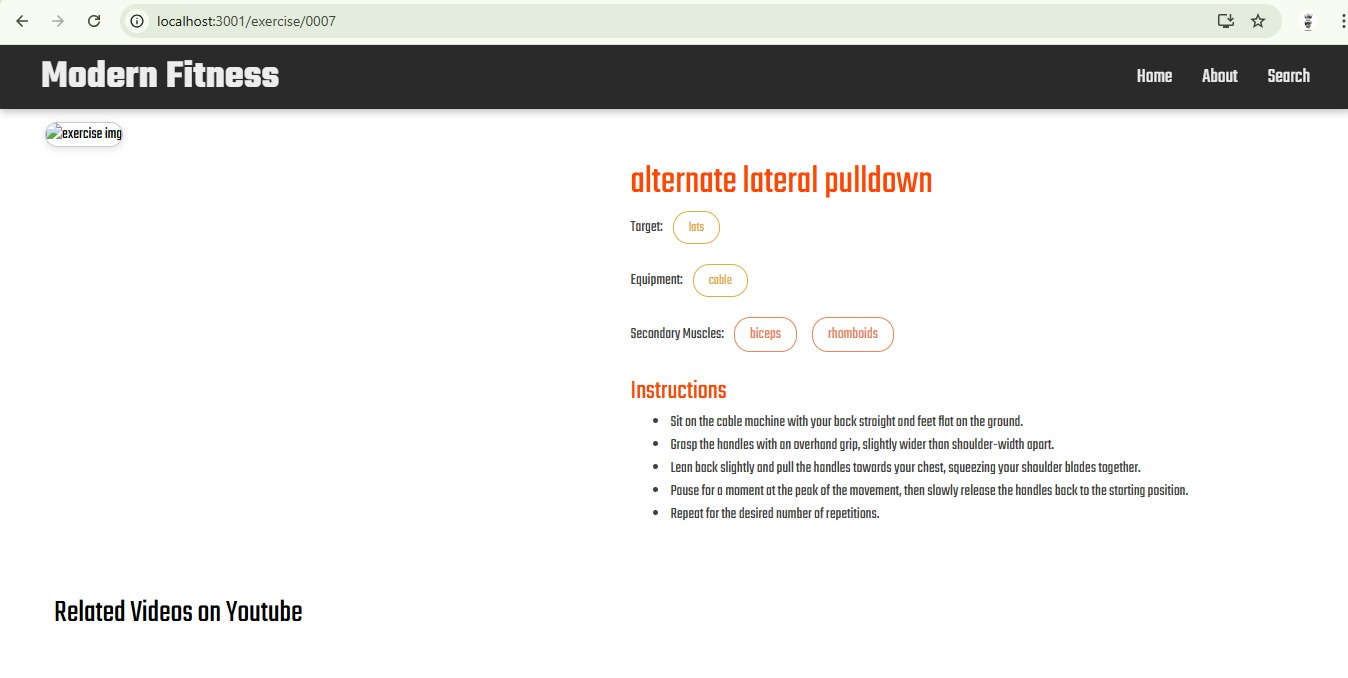 localhost:3001/exercise/0007
Modern Fitness
Home About Search
exercise img
alternate lateral pulldown
Target: lats
Equipment: cable
Secondary Muscles: biceps rhomboids
Instructions
• Sit on the cable machine with your back straight and feet flat on the ground.
• Grasp the handles with an overhand grip, slightly wider than shoulder-width apart.
• Lean back slightly and pull the handles towards your chest, squeezing your shoulder blades together.
• Pause for a moment at the peak of the movement, then slowly release the handles back to the starting position.
• Repeat for the desired number of repetitions.
Related Videos on Youtube